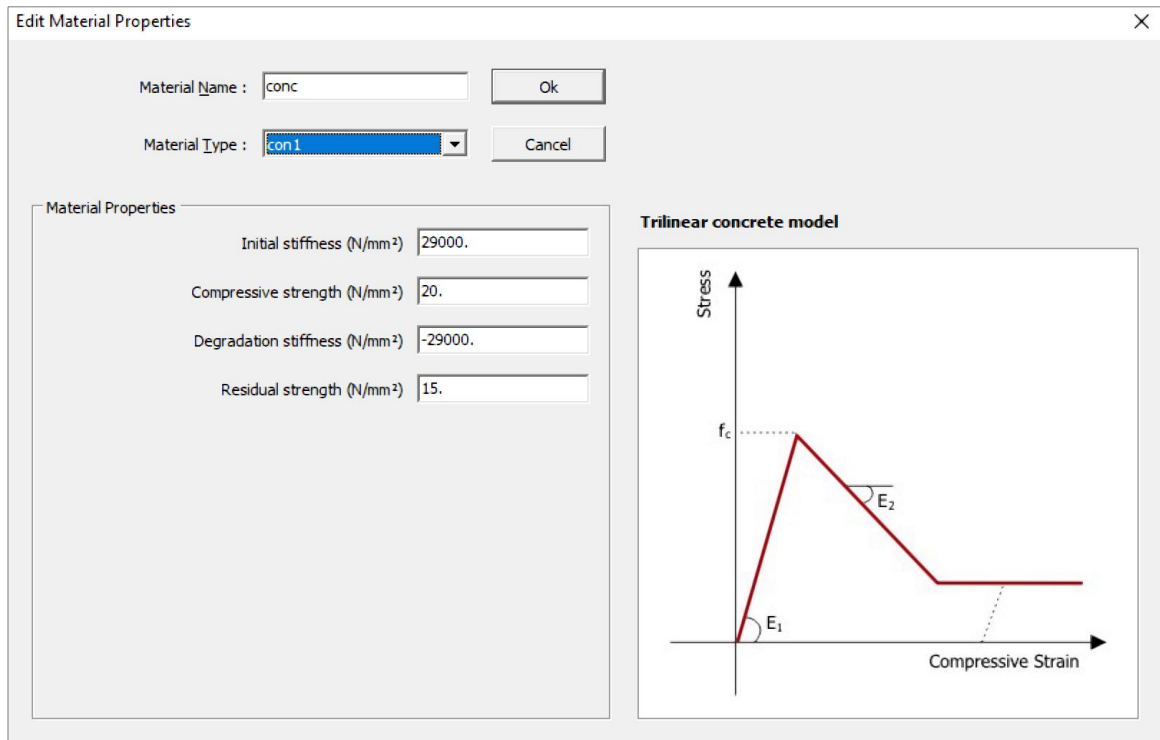 Edit Material Properties
Material Name : conc Ok
Material Type : con1 Cancel
Material Properties
Initial stiffness (N/mm²) 29000.
Compressive strength (N/mm²) 20.
Degradation stiffness (N/mm²) -29000.
Residual strength (N/mm²) 15.
Trilinear concrete model
Stress
fc
E2
E1
Compressive Strain